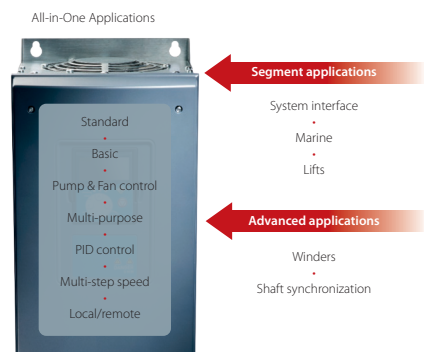 All-in-One Applications
Standard
Basic
Pump & Fan control
Multi-purpose
PID control
Multi-step speed
Local/remote
Segment applications
System interface
Marine
Lifts
Advanced applications
Winders
Shaft synchronization